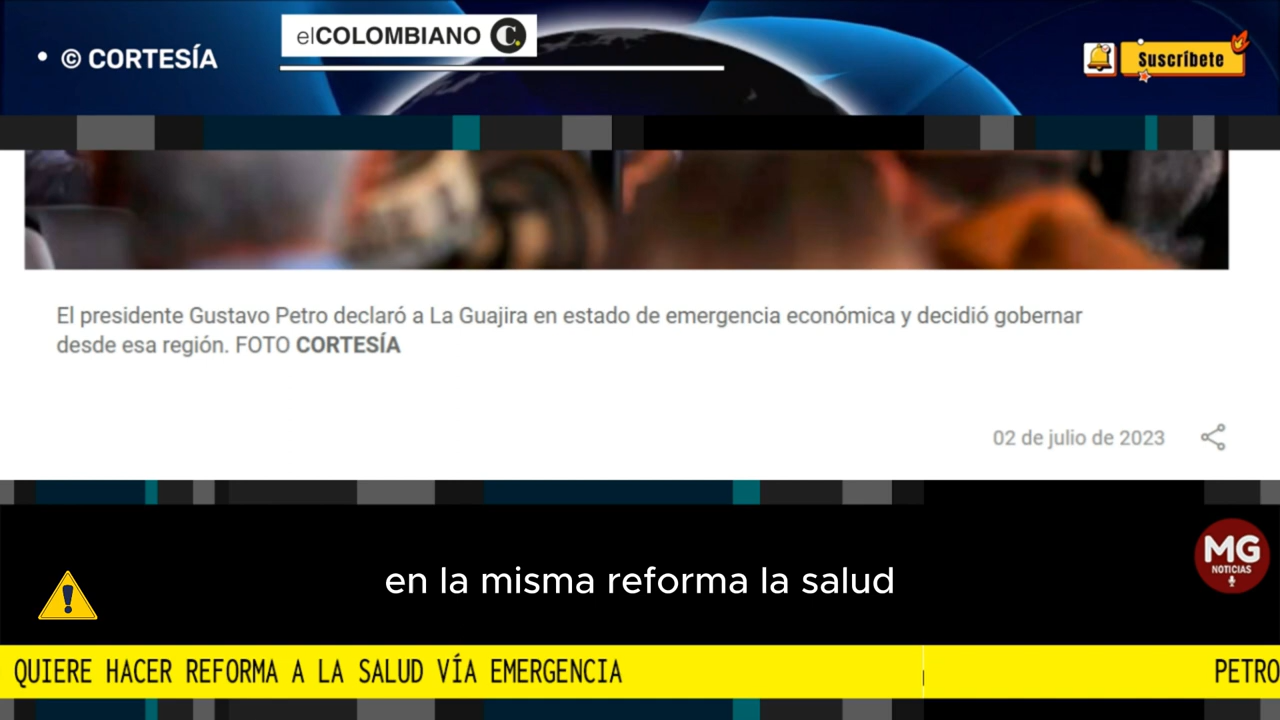 • © CORTESÍA
elCOLOMBIANO C.
Suscríbete
El presidente Gustavo Petro declaró a La Guajira en estado de emergencia económica y decidió gobernar
desde esa región. FOTO CORTESÍA
02 de julio de 2023
en la misma reforma la salud
MG
NOTICIAS
QUIERE HACER REFORMA A LA SALUD VÍA EMERGENCIA
PETRO